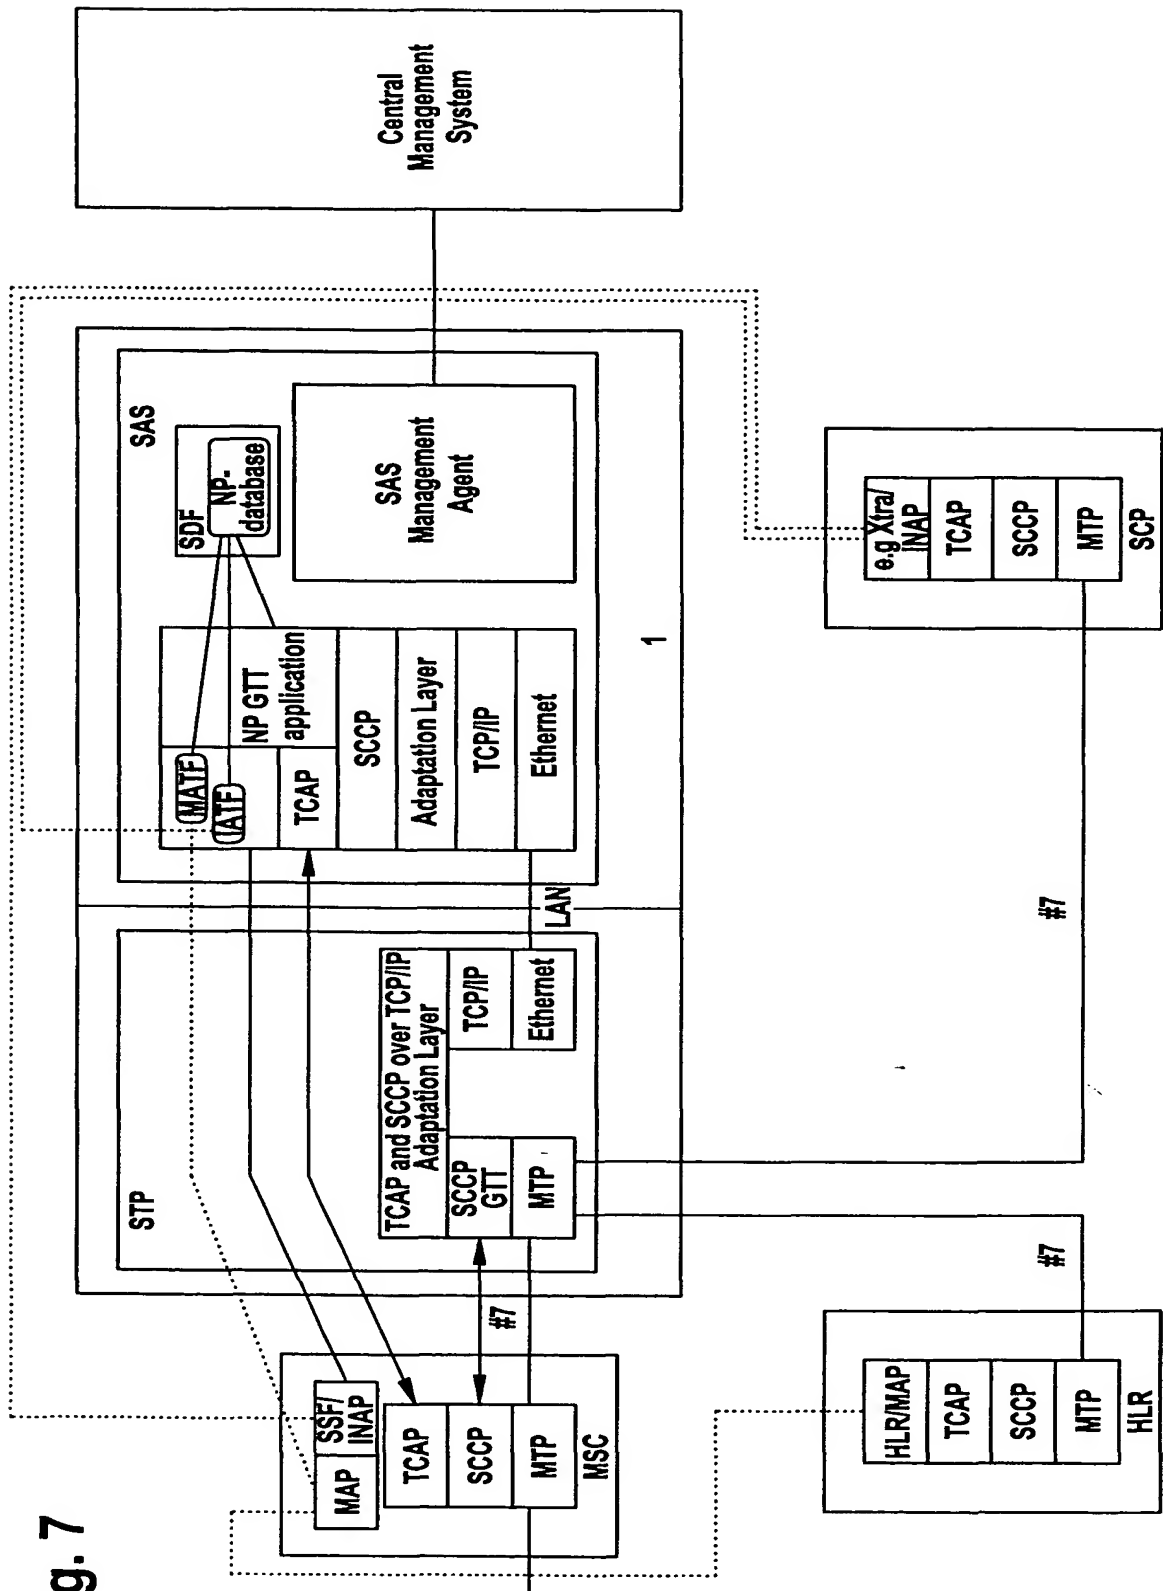 g. 7
MAP
SSF/
INAP
TCAP
SCCP
MTP
MSC
#7
STP
TCAP and SCCP over TCP/IP
Adaptation Layer
SCCP
GTT
TCP/IP
MTP
Ethernet
LAN
SAS
MATF
IATF
NP GTT
application
TCAP
SCCP
Adaptation Layer
TCP/IP
Ethernet
SDF
NP-
database
SAS
Management
Agent
1
Central
Management
System
HLR/MAP
TCAP
SCCP
MTP
HLR
#7
#7
e.g Xtra/
INAP
TCAP
SCCP
MTP
SCP